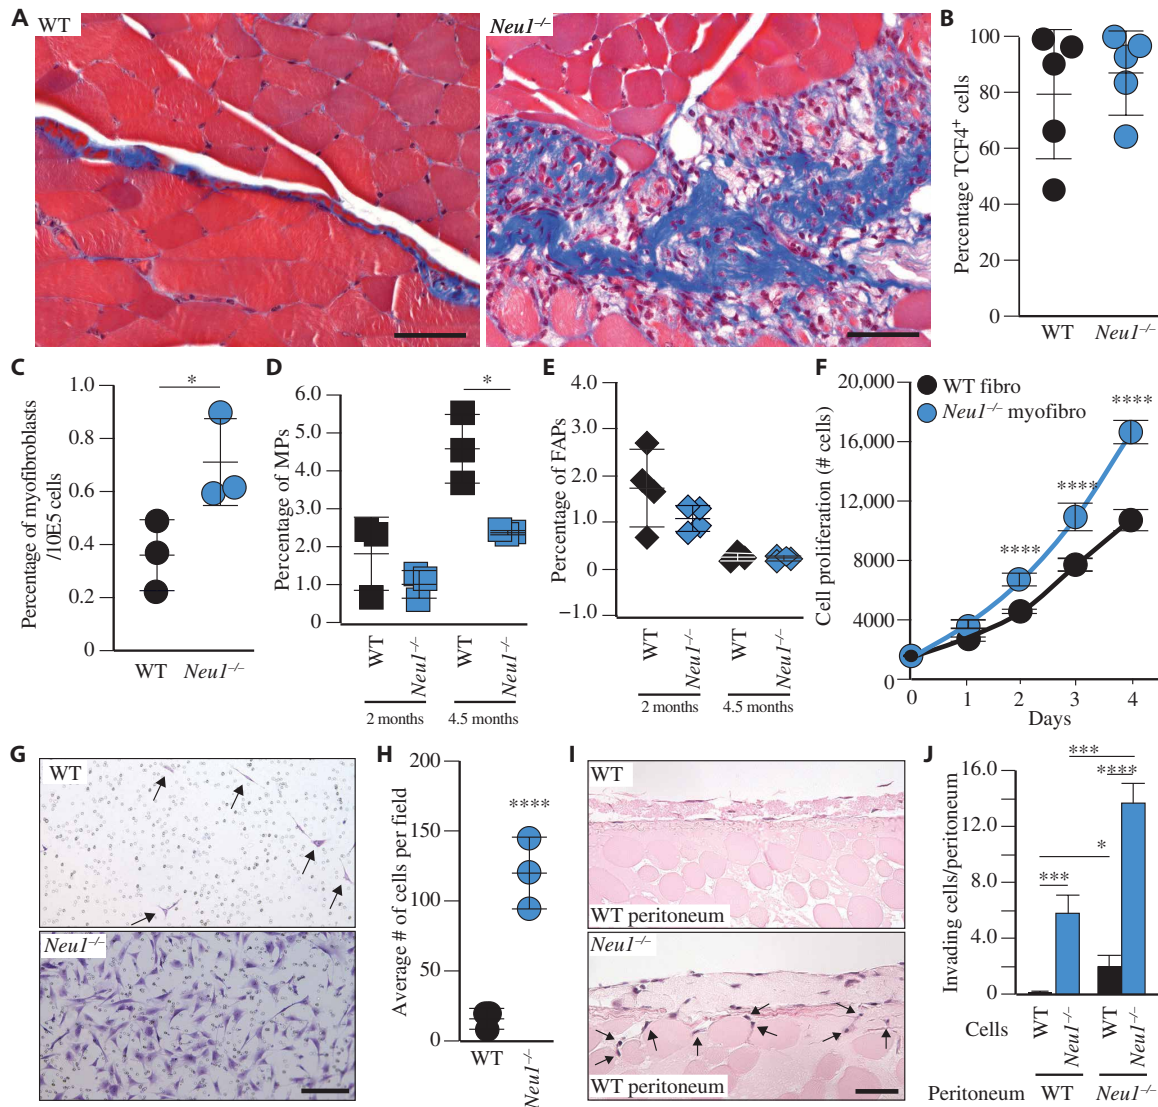 A
WT
Neu1–/–
B
Percentage TCF4+ cells
100
80
60
40
20
0
WT
Neu1–/–
C
Percentage of myofibroblasts
/10E5 cells
1.0
0.8
0.6
0.4
0.2
0
*
WT
Neu1–/–
D
Percentage of MPs
6.0
5.0
4.0
3.0
2.0
1.0
0
*
WT
Neu1–/–
WT
Neu1–/–
2 months
4.5 months
E
Percentage of FAPs
4.0
3.0
2.0
1.0
0
–1.0
WT
Neu1–/–
WT
Neu1–/–
2 months
4.5 months
F
Cell proliferation (# cells)
20,000
16,000
12,000
8000
4000
0
WT fibro
Neu1–/– myofibro
****
****
****
0
1
2
3
4
Days
G
WT
Neu1–/–
H
Average # of cells per field
200
150
100
50
0
****
WT
Neu1–/–
I
WT
WT peritoneum
Neu1–/–
WT peritoneum
J
Invading cells/peritoneum
16.0
12.0
8.0
4.0
0
***
****
*
***
Cells
WT
Neu1–/–
WT
Neu1–/–
Peritoneum
WT
Neu1–/–